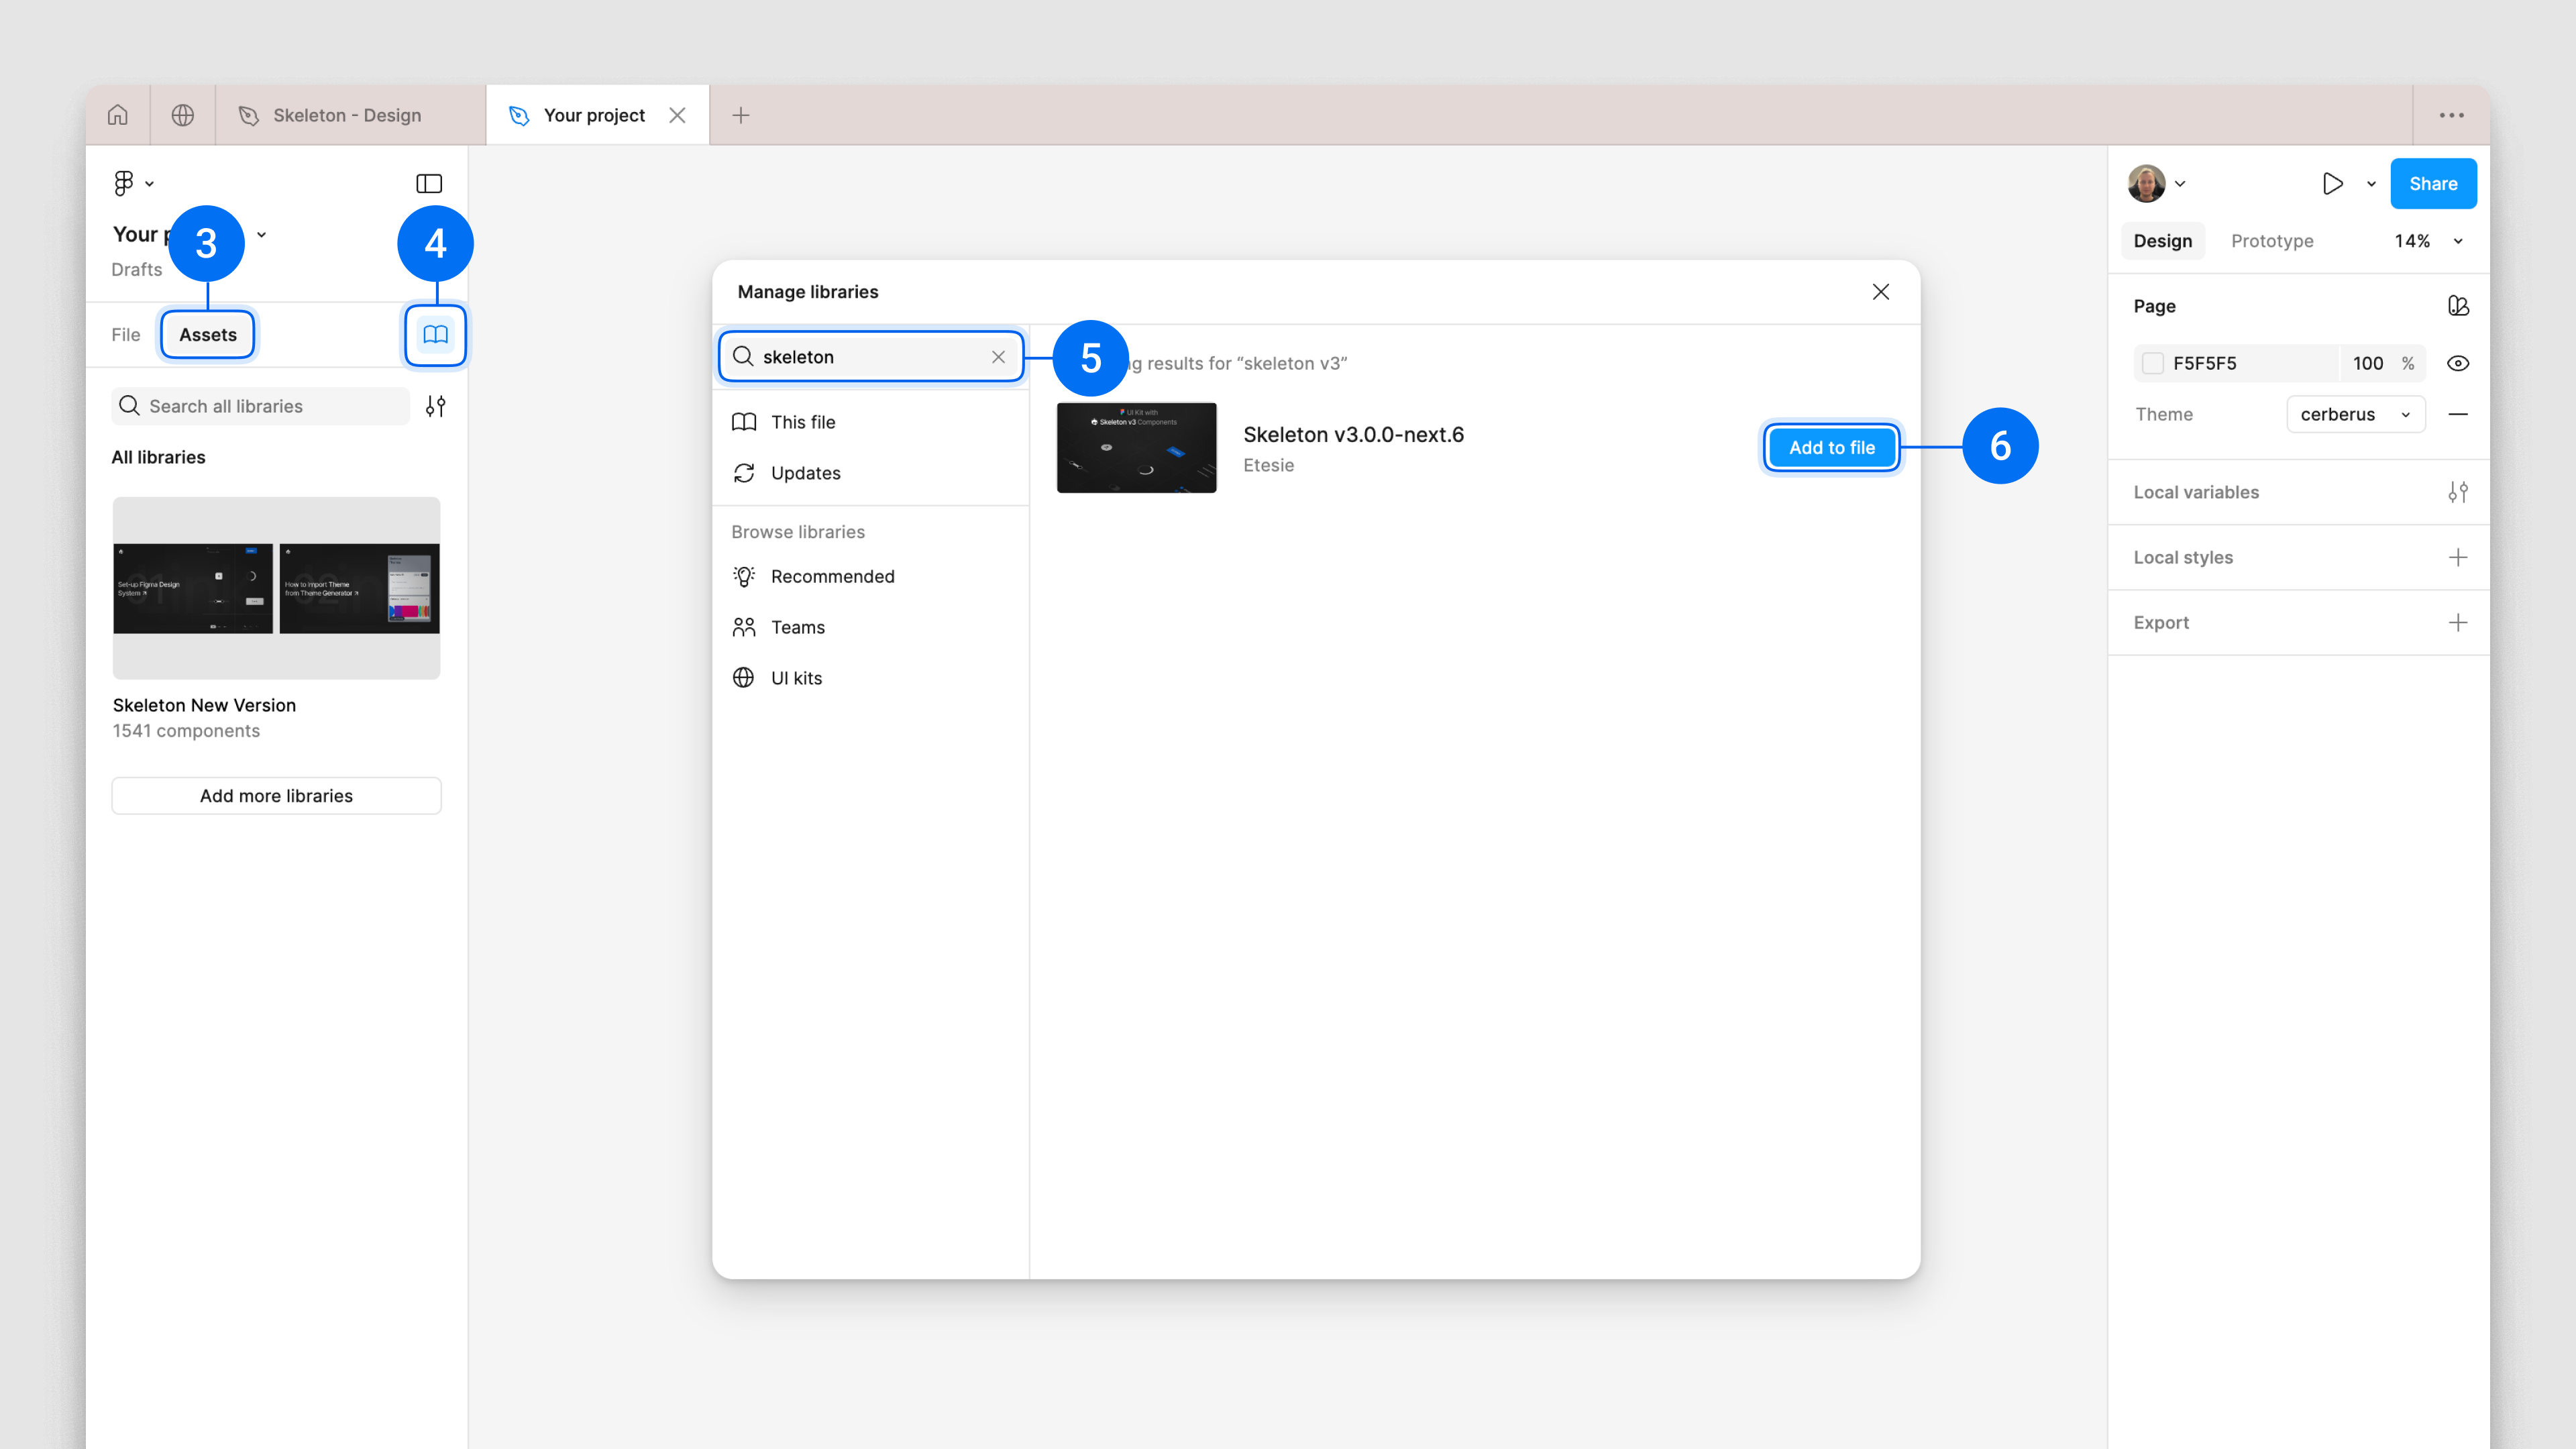 Skeleton - Design
Your project
Share
Your
3
4
Drafts
Design
Prototype
14%
File
Assets
Manage libraries
Page
skeleton
5
results for “skeleton v3”
F5F5F5
100 %
Search all libraries
This file
UI Kit with
Skeleton v3 Components
Skeleton v3.0.0-next.6
Etesie
Add to file
6
Theme
cerberus
All libraries
Updates
Local variables
Browse libraries
Set-up Figma Design
System
How to Import Theme
from Theme Generator
Recommended
Local styles
Teams
Export
UI kits
Skeleton New Version
1541 components
Add more libraries